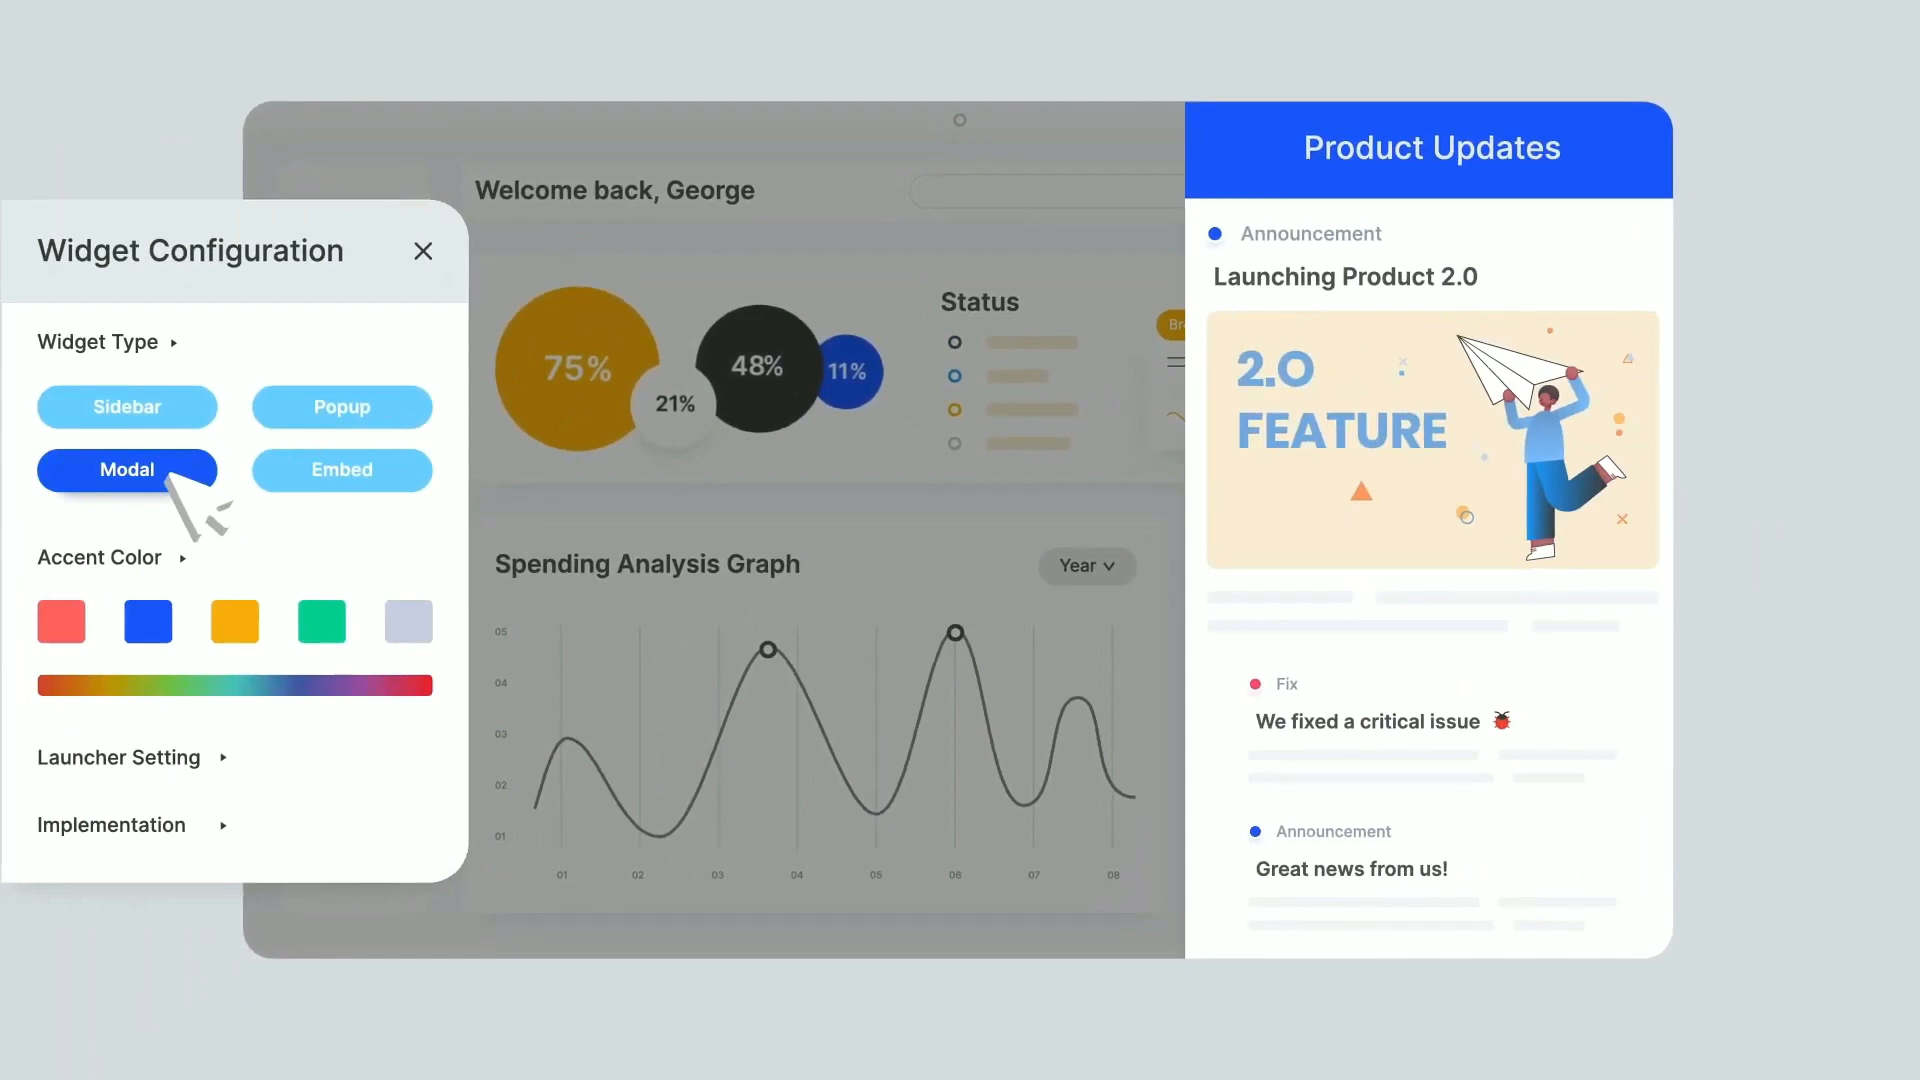 Product Updates
Welcome back, George
Announcement
Widget Configuration
Launching Product 2.0
Status
Widget Type
75%
48%
11%
21%
2.0
FEATURE
Sidebar
Popup
Modal
Embed
Accent Color
Spending Analysis Graph
Year
05
04
03
02
01
01
02
03
04
05
06
07
08
Launcher Setting
Implementation
Fix
We fixed a critical issue
Announcement
Great news from us!